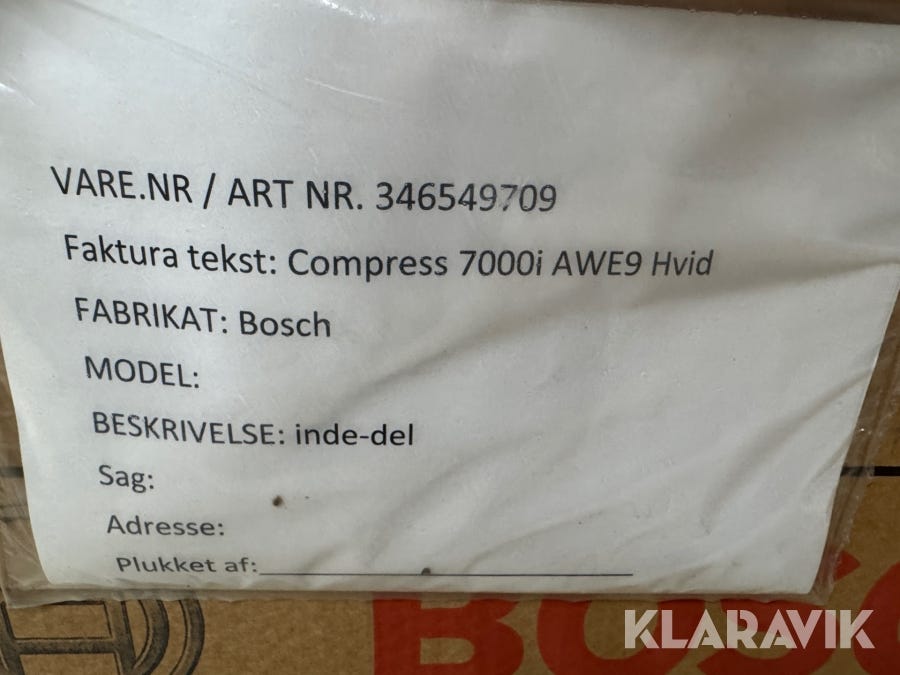 VARE.NR / ART NR. 346549709
Faktura tekst: Compress 7000i AWE9 Hvid
FABRIKAT: Bosch
MODEL:
BESKRIVELSE: inde-del
Sag:
Adresse:
Plukket af:
BOSC
KLARAVIK